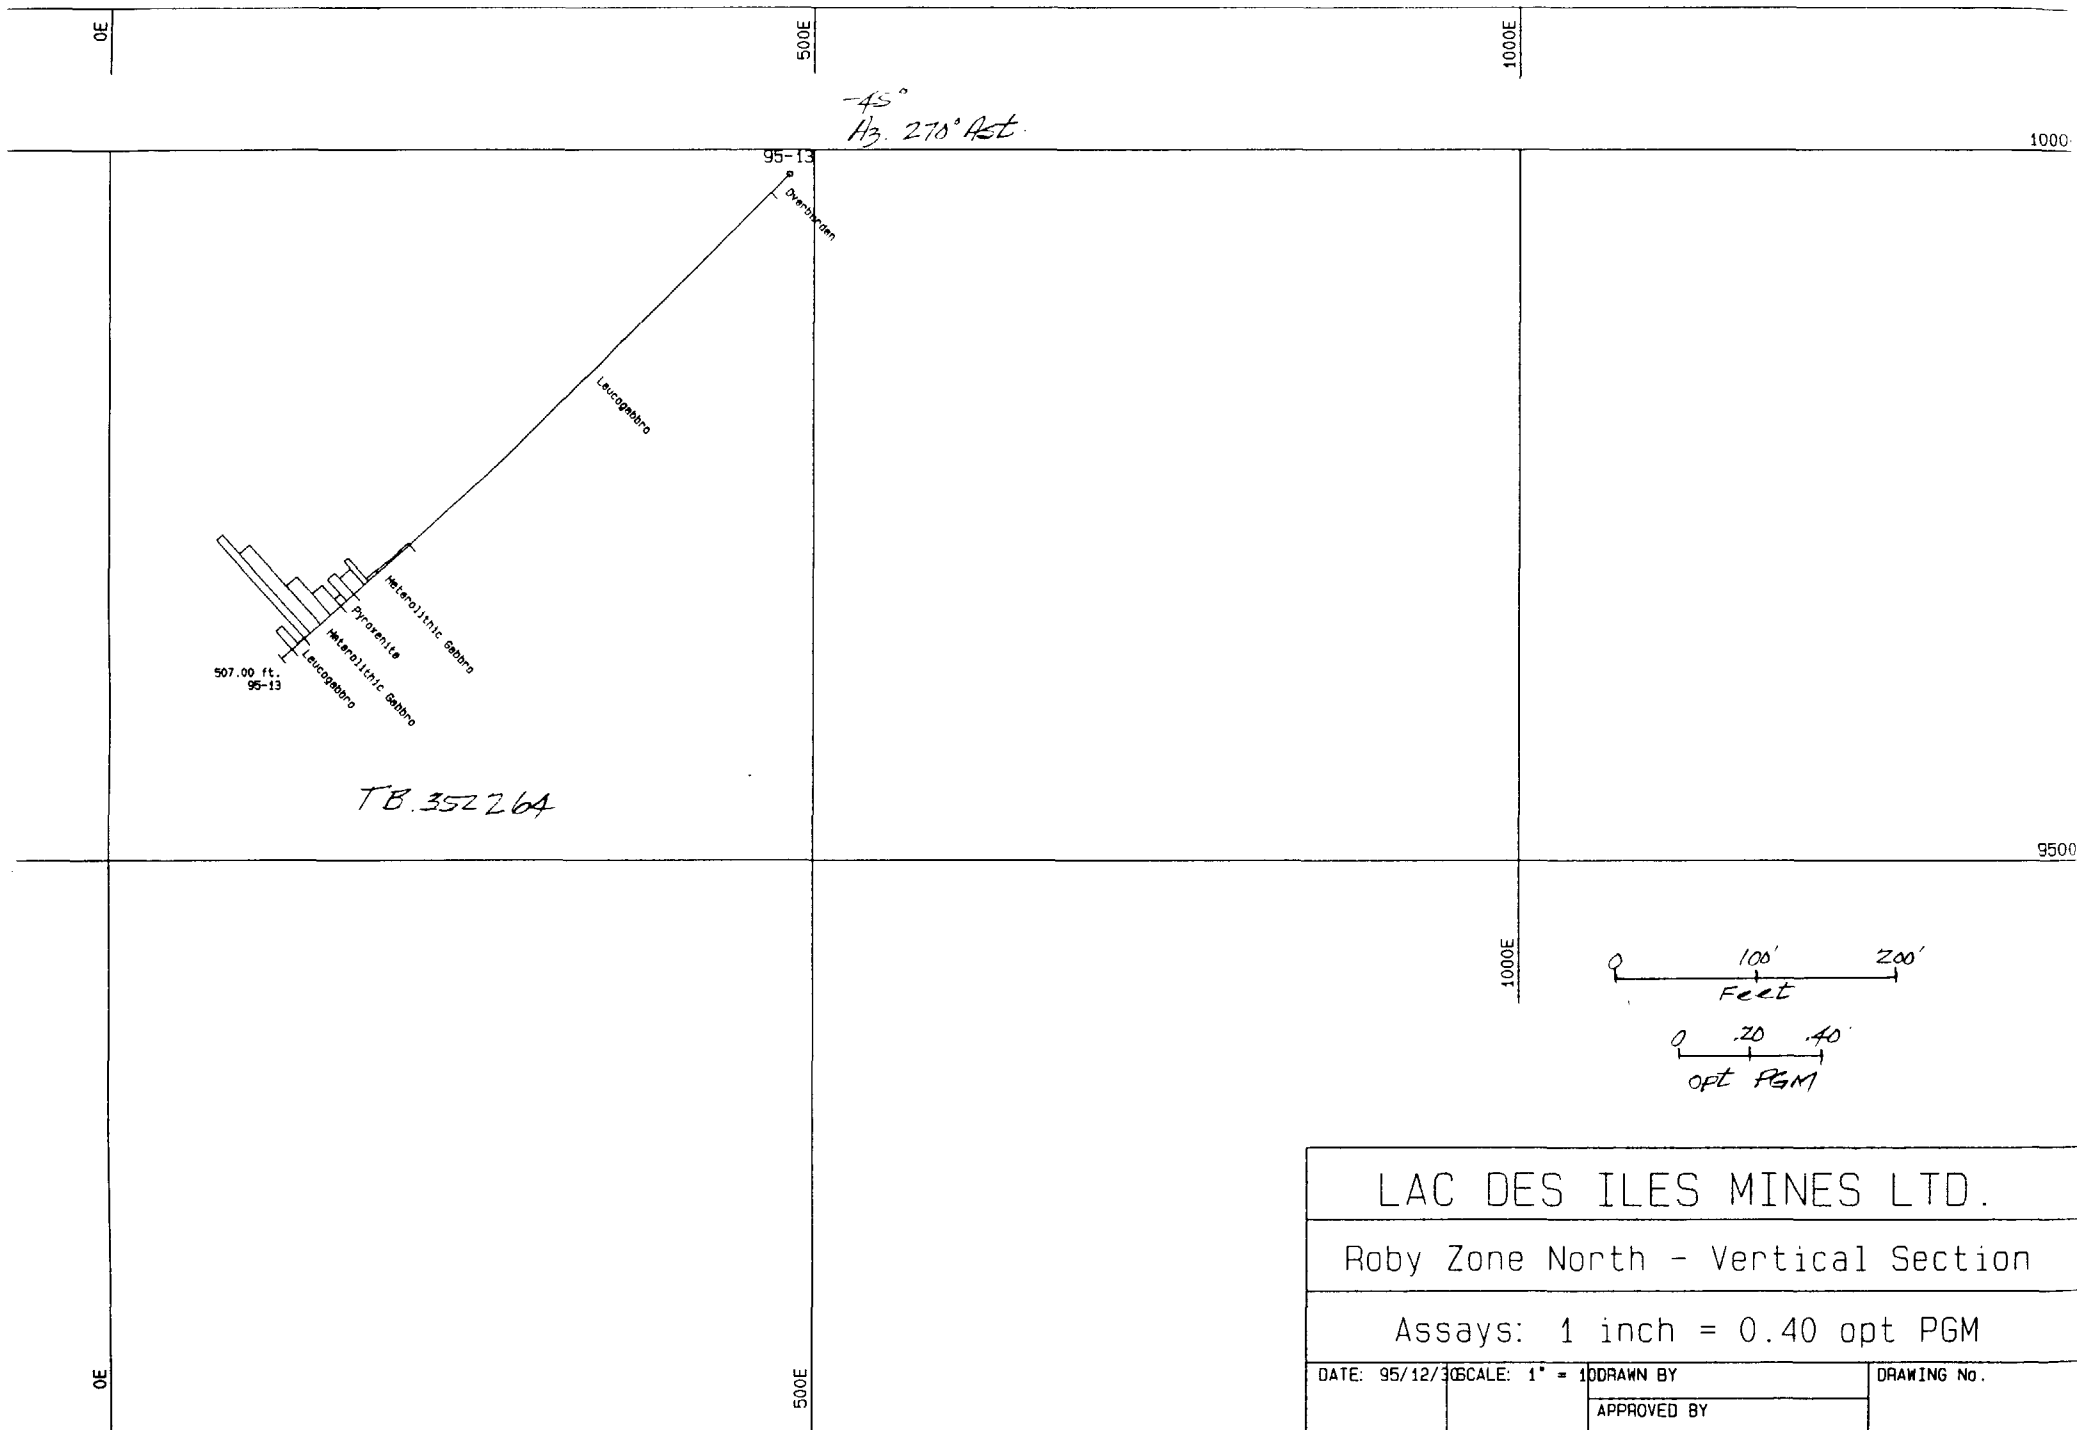 0E
500E
1000E
-45°
Az. 270° Ast.
1000
95-13
Overburden
Leucogabbro
Heterolithic Gabbro
Pyroxenite
Heterolithic Gabbro
Leucogabbro
507.00 ft.
95-13
TB. 352264
9500
1000E
0 100' 200'
Feet
0 .20 .40
opt PGM
LAC DES ILES MINES LTD.
Roby Zone North - Vertical Section
Assays: 1 inch = 0.40 opt PGM
DATE: 95/12/30
SCALE: 1" = 100
DRAWN BY
DRAWING No.
APPROVED BY
0E
500E